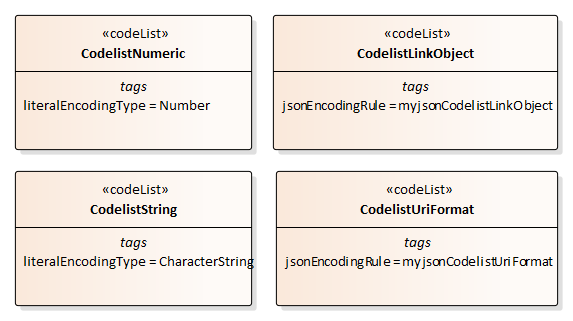 «codeList»
CodelistNumeric
tags
literalEncodingType = Number
«codeList»
CodelistLinkObject
tags
jsonEncodingRule = myjsonCodelistLinkObject
«codeList»
CodelistString
tags
literalEncodingType = CharacterString
«codeList»
CodelistUriFormat
tags
jsonEncodingRule = myjsonCodelistUriFormat